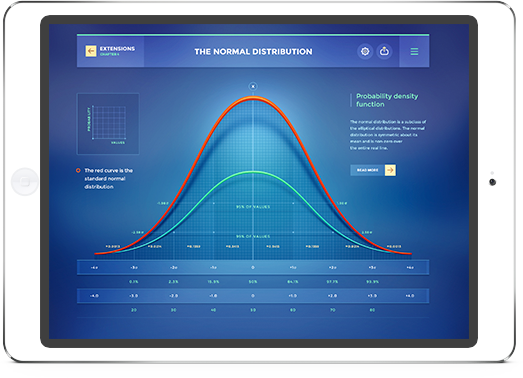 EXTENSIONS
CHAPTER 4
THE NORMAL DISTRIBUTION
PROBABILITY
VALUES
The red curve is the
standard normal
distribution
Probability density
function
The normal distribution is a subclass of
the elliptical distributions. The normal
distribution is symmetric about its
mean and is non-zero over
the entire real line.
READ MORE
95% OF VALUES
-4σ -3σ -2σ -1σ 0 +1σ +2σ +3σ +4σ
0.1% 2.3% 15.9% 50% 84.1% 97.7% 99.9%
-4.0 -3.0 -2.0 -1.0 0 +1.0 +2.0 +3.0 +4.0
20 30 40 50 60 70 80